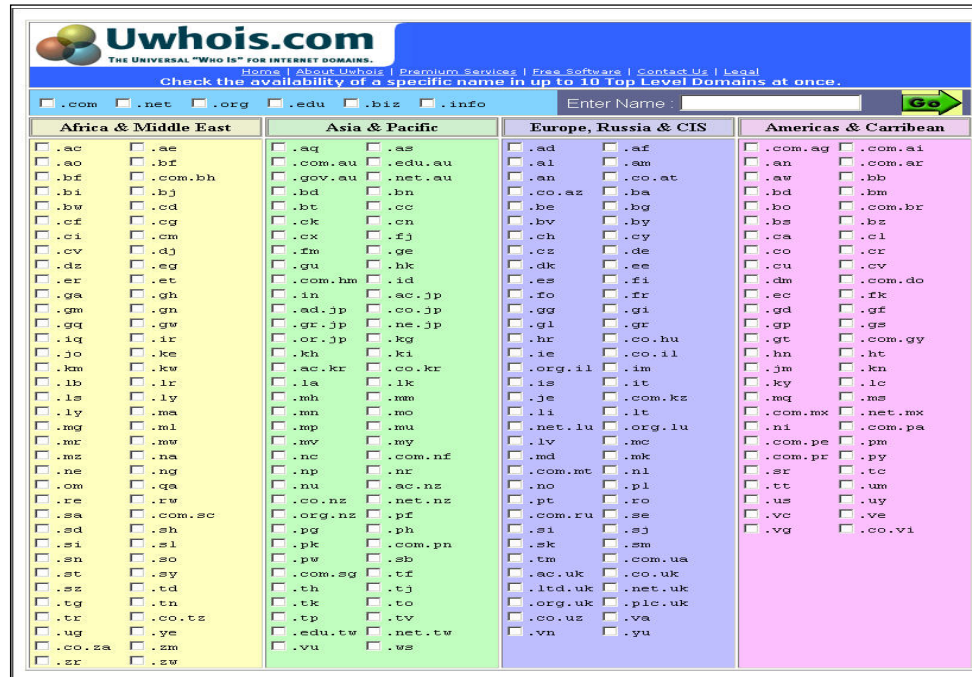 Uwhois.com
THE UNIVERSAL "WHO IS" FOR INTERNET DOMAINS.
Home | About Uwhois | Premium Services | Free Software | Contact Us | Legal
Check the availability of a specific name in up to 10 Top Level Domains at once.
.com .net .org .edu .biz .info Enter Name : Go
Africa & Middle East Asia & Pacific Europe, Russia & CIS Americas & Carribean
.ac .ae .aq .as .ad .af .com.ag .com.ai
.ao .bf .com.au .edu.au .al .am .an .com.ar
.bf .com.bh .gov.au .net.au .an .co.at .aw .bb
.bi .bj .bd .bn .co.az .ba .bd .bm
.bw .cd .bt .cc .be .bg .bo .com.br
.cf .cg .ck .cn .bv .by .bs .bz
.ci .cm .cx .fj .ch .cy .ca .cl
.cv .dj .fm .ge .cz .de .co .cr
.dz .eg .gu .hk .dk .ee .cu .cv
.er .et .com.hm .id .es .fi .dm .com.do
.ga .gh .in .ac.jp .fo .fr .ec .fk
.gm .gn .ad.jp .co.jp .gg .gi .gd .gf
.gq .gw .gr.jp .ne.jp .gl .gr .gp .gs
.iq .ir .or.jp .kg .hr .co.hu .gt .com.gy
.jo .ke .kh .ki .ie .co.il .hn .ht
.km .kw .ac.kr .co.kr .org.il .im .jm .kn
.lb .lr .la .lk .is .it .ky .lc
.ls .ly .mh .mm .je .com.kz .mq .ms
.ly .ma .mn .mo .li .lt .com.mx .net.mx
.mg .ml .mp .mu .net.lu .org.lu .ni .com.pa
.mr .mw .mv .my .lv .mc .com.pe .pm
.mz .na .nc .com.nf .md .mk .com.pr .py
.ne .ng .np .nr .com.mt .nl .sr .tc
.om .qa .nu .ac.nz .no .pl .tt .um
.re .rw .co.nz .net.nz .pt .ro .us .uy
.sa .com.sc .org.nz .pf .com.ru .se .vc .ve
.sd .sh .pg .ph .si .sj .vg .co.vi
.si .sl .pk .com.pn .sk .sm
.sn .so .pw .sb .tm .com.ua
.st .sy .com.sg .tf .ac.uk .co.uk
.sz .td .th .tj .ltd.uk .net.uk
.tg .tn .tk .to .org.uk .plc.uk
.tr .co.tz .tp .tv .co.uz .va
.ug .ye .edu.tw .net.tw .vn .yu
.co.za .zm .vu .ws
.zr .zw